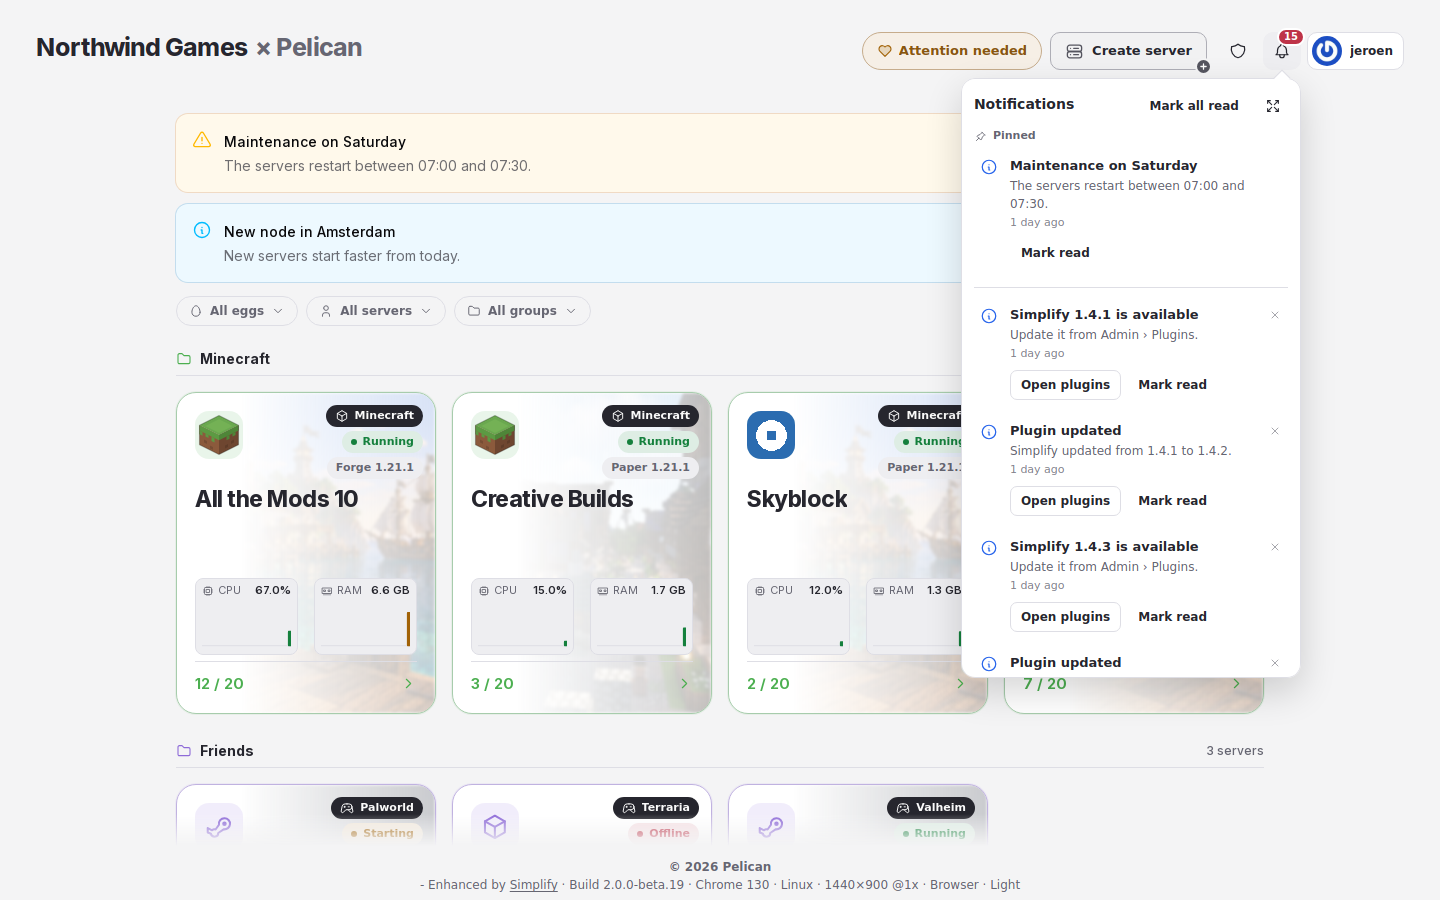 Northwind Games × Pelican
Attention needed
Create server
15
jeroen
Maintenance on Saturday
The servers restart between 07:00 and 07:30.
New node in Amsterdam
New servers start faster from today.
All eggs
All servers
All groups
Notifications
Mark all read
Pinned
Maintenance on Saturday
The servers restart between 07:00 and
07:30.
1 day ago
Mark read
Simplify 1.4.1 is available
Update it from Admin › Plugins.
1 day ago
Open plugins
Mark read
Plugin updated
Simplify updated from 1.4.1 to 1.4.2.
1 day ago
Open plugins
Mark read
Simplify 1.4.3 is available
Update it from Admin › Plugins.
1 day ago
Open plugins
Mark read
Plugin updated
Minecraft
Minecraft
Running
Forge 1.21.1
All the Mods 10
CPU 67.0%
RAM 6.6 GB
12 / 20
Minecraft
Running
Paper 1.21.1
Creative Builds
CPU 15.0%
RAM 1.7 GB
3 / 20
Minecraft
Running
Paper 1.21.1
Skyblock
CPU 12.0%
RAM 1.3 GB
2 / 20
7 / 20
Friends
3 servers
Palworld
Starting
Terraria
Offline
Valheim
Running
© 2026 Pelican
- Enhanced by Simplify · Build 2.0.0-beta.19 · Chrome 130 · Linux · 1440×900 @1x · Browser · Light